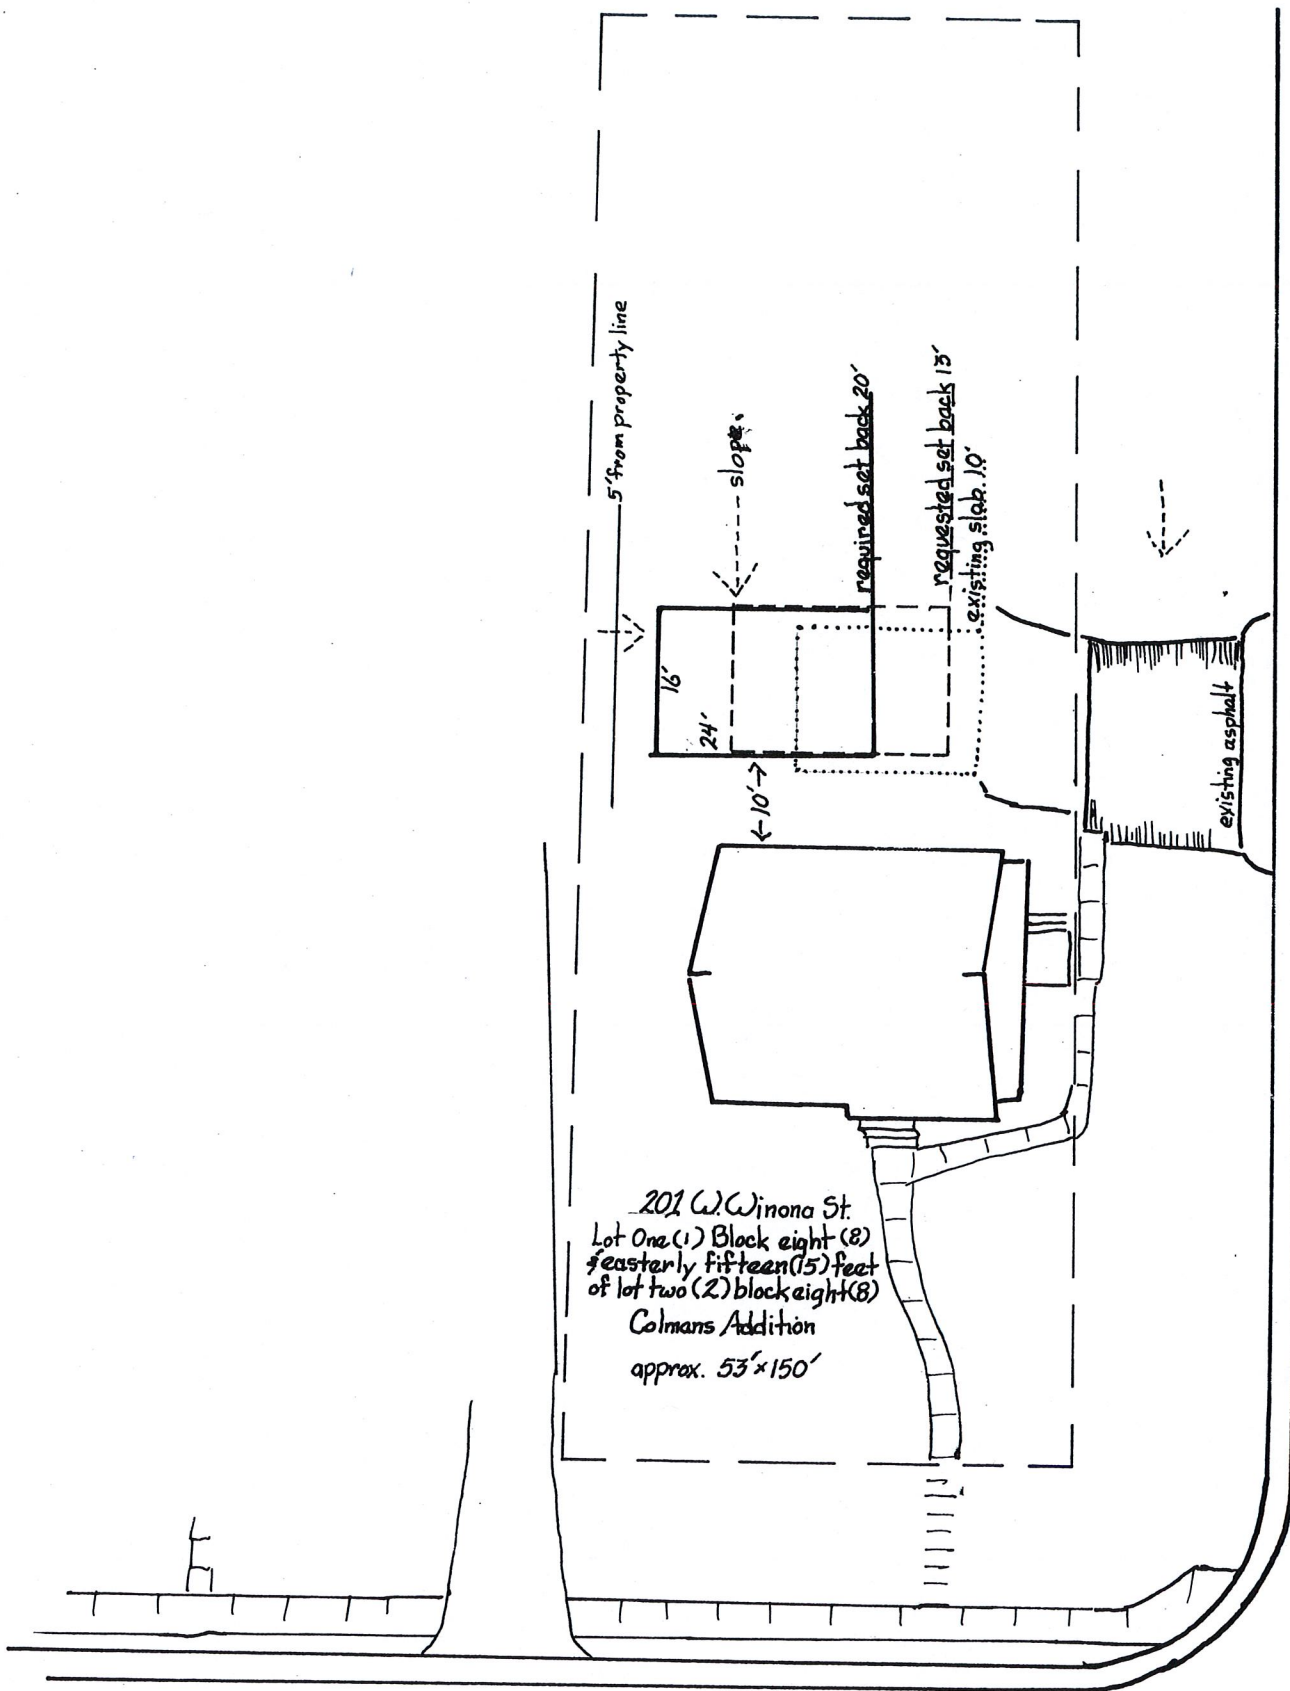 5' from property line
slope.
required set back 20'
requested set back 13'
existing slab 10'
16'
24'
←10'→
existing asphalt
201 W. Winona St.
Lot One (1) Block eight (8)
& easterly fifteen (15) feet
of lot two (2) block eight (8)
Colmans Addition
approx. 53' x 150'